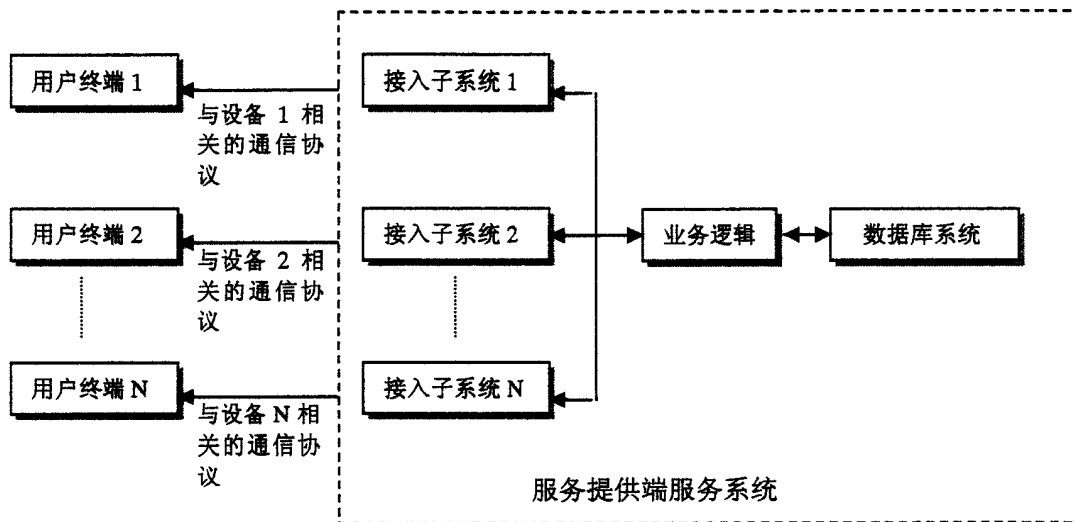 用户终端 1
接入子系统 1
与设备 1 相
关的通信协
议
用户终端 2
接入子系统 2
业务逻辑
数据库系统
与设备 2 相
关的通信协
议
用户终端 N
接入子系统 N
与设备 N 相
关的通信协
议
服务提供端服务系统